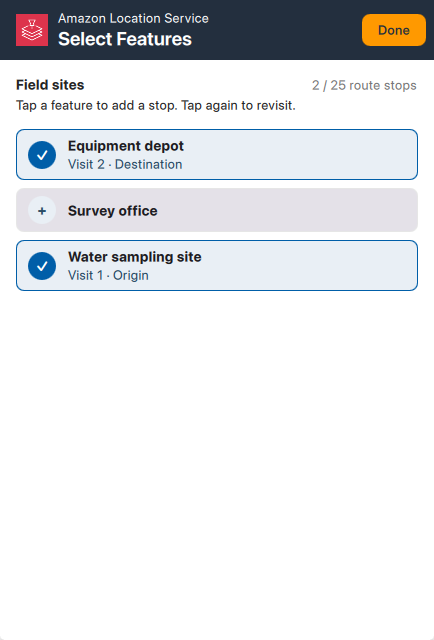 Amazon Location Service
Select Features
Done
Field sites
2 / 25 route stops
Tap a feature to add a stop. Tap again to revisit.
Equipment depot
Visit 2 · Destination
+
Survey office
Water sampling site
Visit 1 · Origin